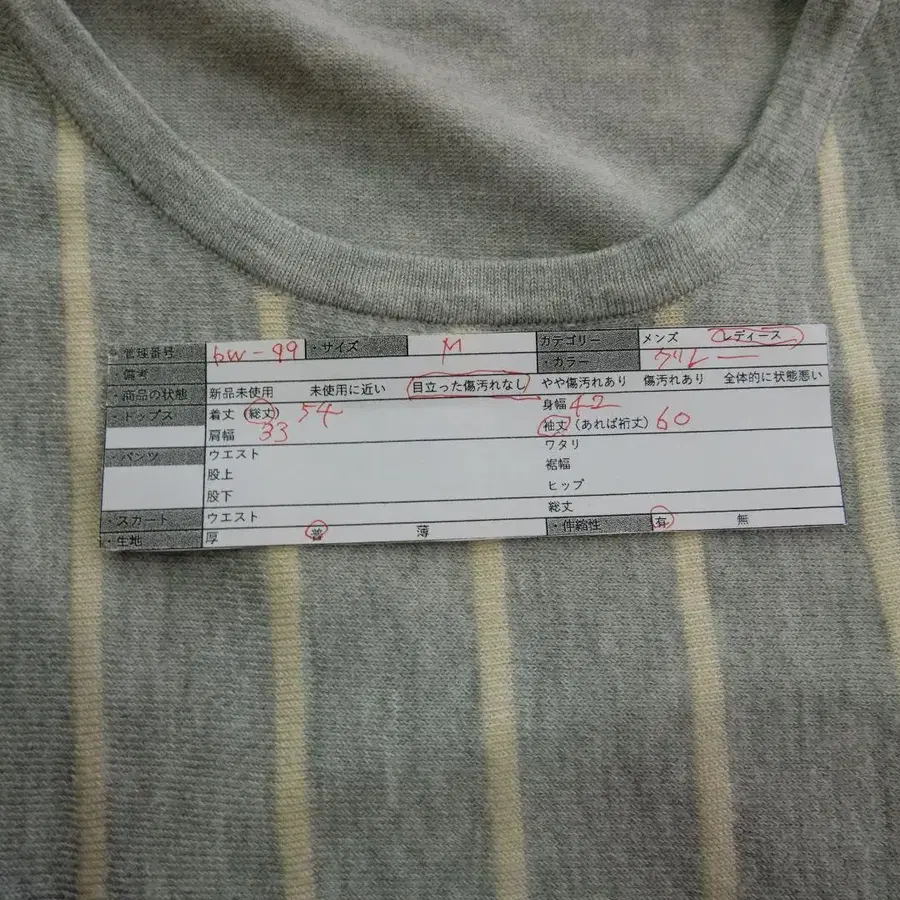 ・管理番号 bW-99 ・サイズ M カテゴリー メンズ レディース
備考 ・カラー グレー
・商品の状態 新品未使用 未使用に近い 目立った傷汚れなし やや傷汚れあり 傷汚れあり 全体的に状態悪い
・トップス 着丈 (総丈) 54 身幅 42
肩幅 33 袖丈 (あれば裄丈) 60
・パンツ ウエスト ワタリ
股上 裾幅
股下 ヒップ
・スカート ウエスト 総丈
・生地 厚 普 薄 ・伸縮性 有 無